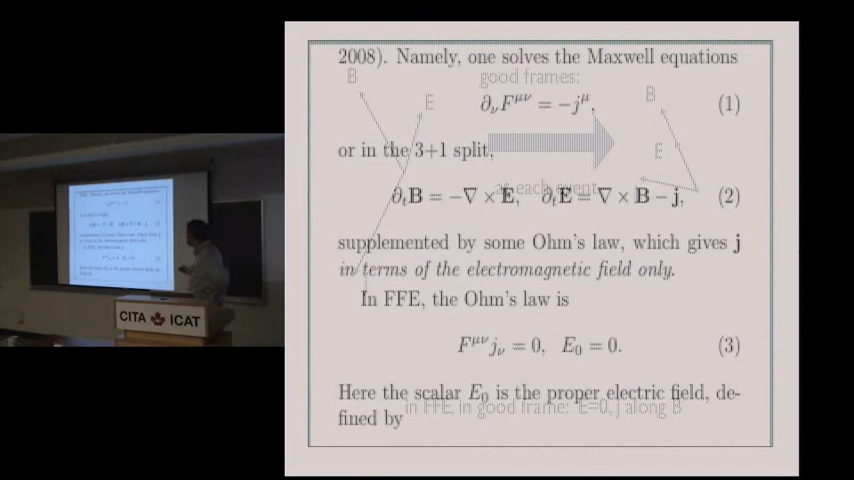 2008). Namely, one solves the Maxwell equations
good frames:
B
E
B
∂_ν F^{μν} = −j^μ, (1)
or in the 3+1 split,
E
at each event
∂_t B = −∇ × E, ∂_t E = ∇ × B − j, (2)
supplemented by some Ohm's law, which gives j
in terms of the electromagnetic field only.
In FFE, the Ohm's law is
F^{μν} j_ν = 0, E_0 = 0. (3)
Here the scalar E_0 is the proper electric field, de-
in FFE, in good frame: E=0, j along B
fined by
CITA ICAT